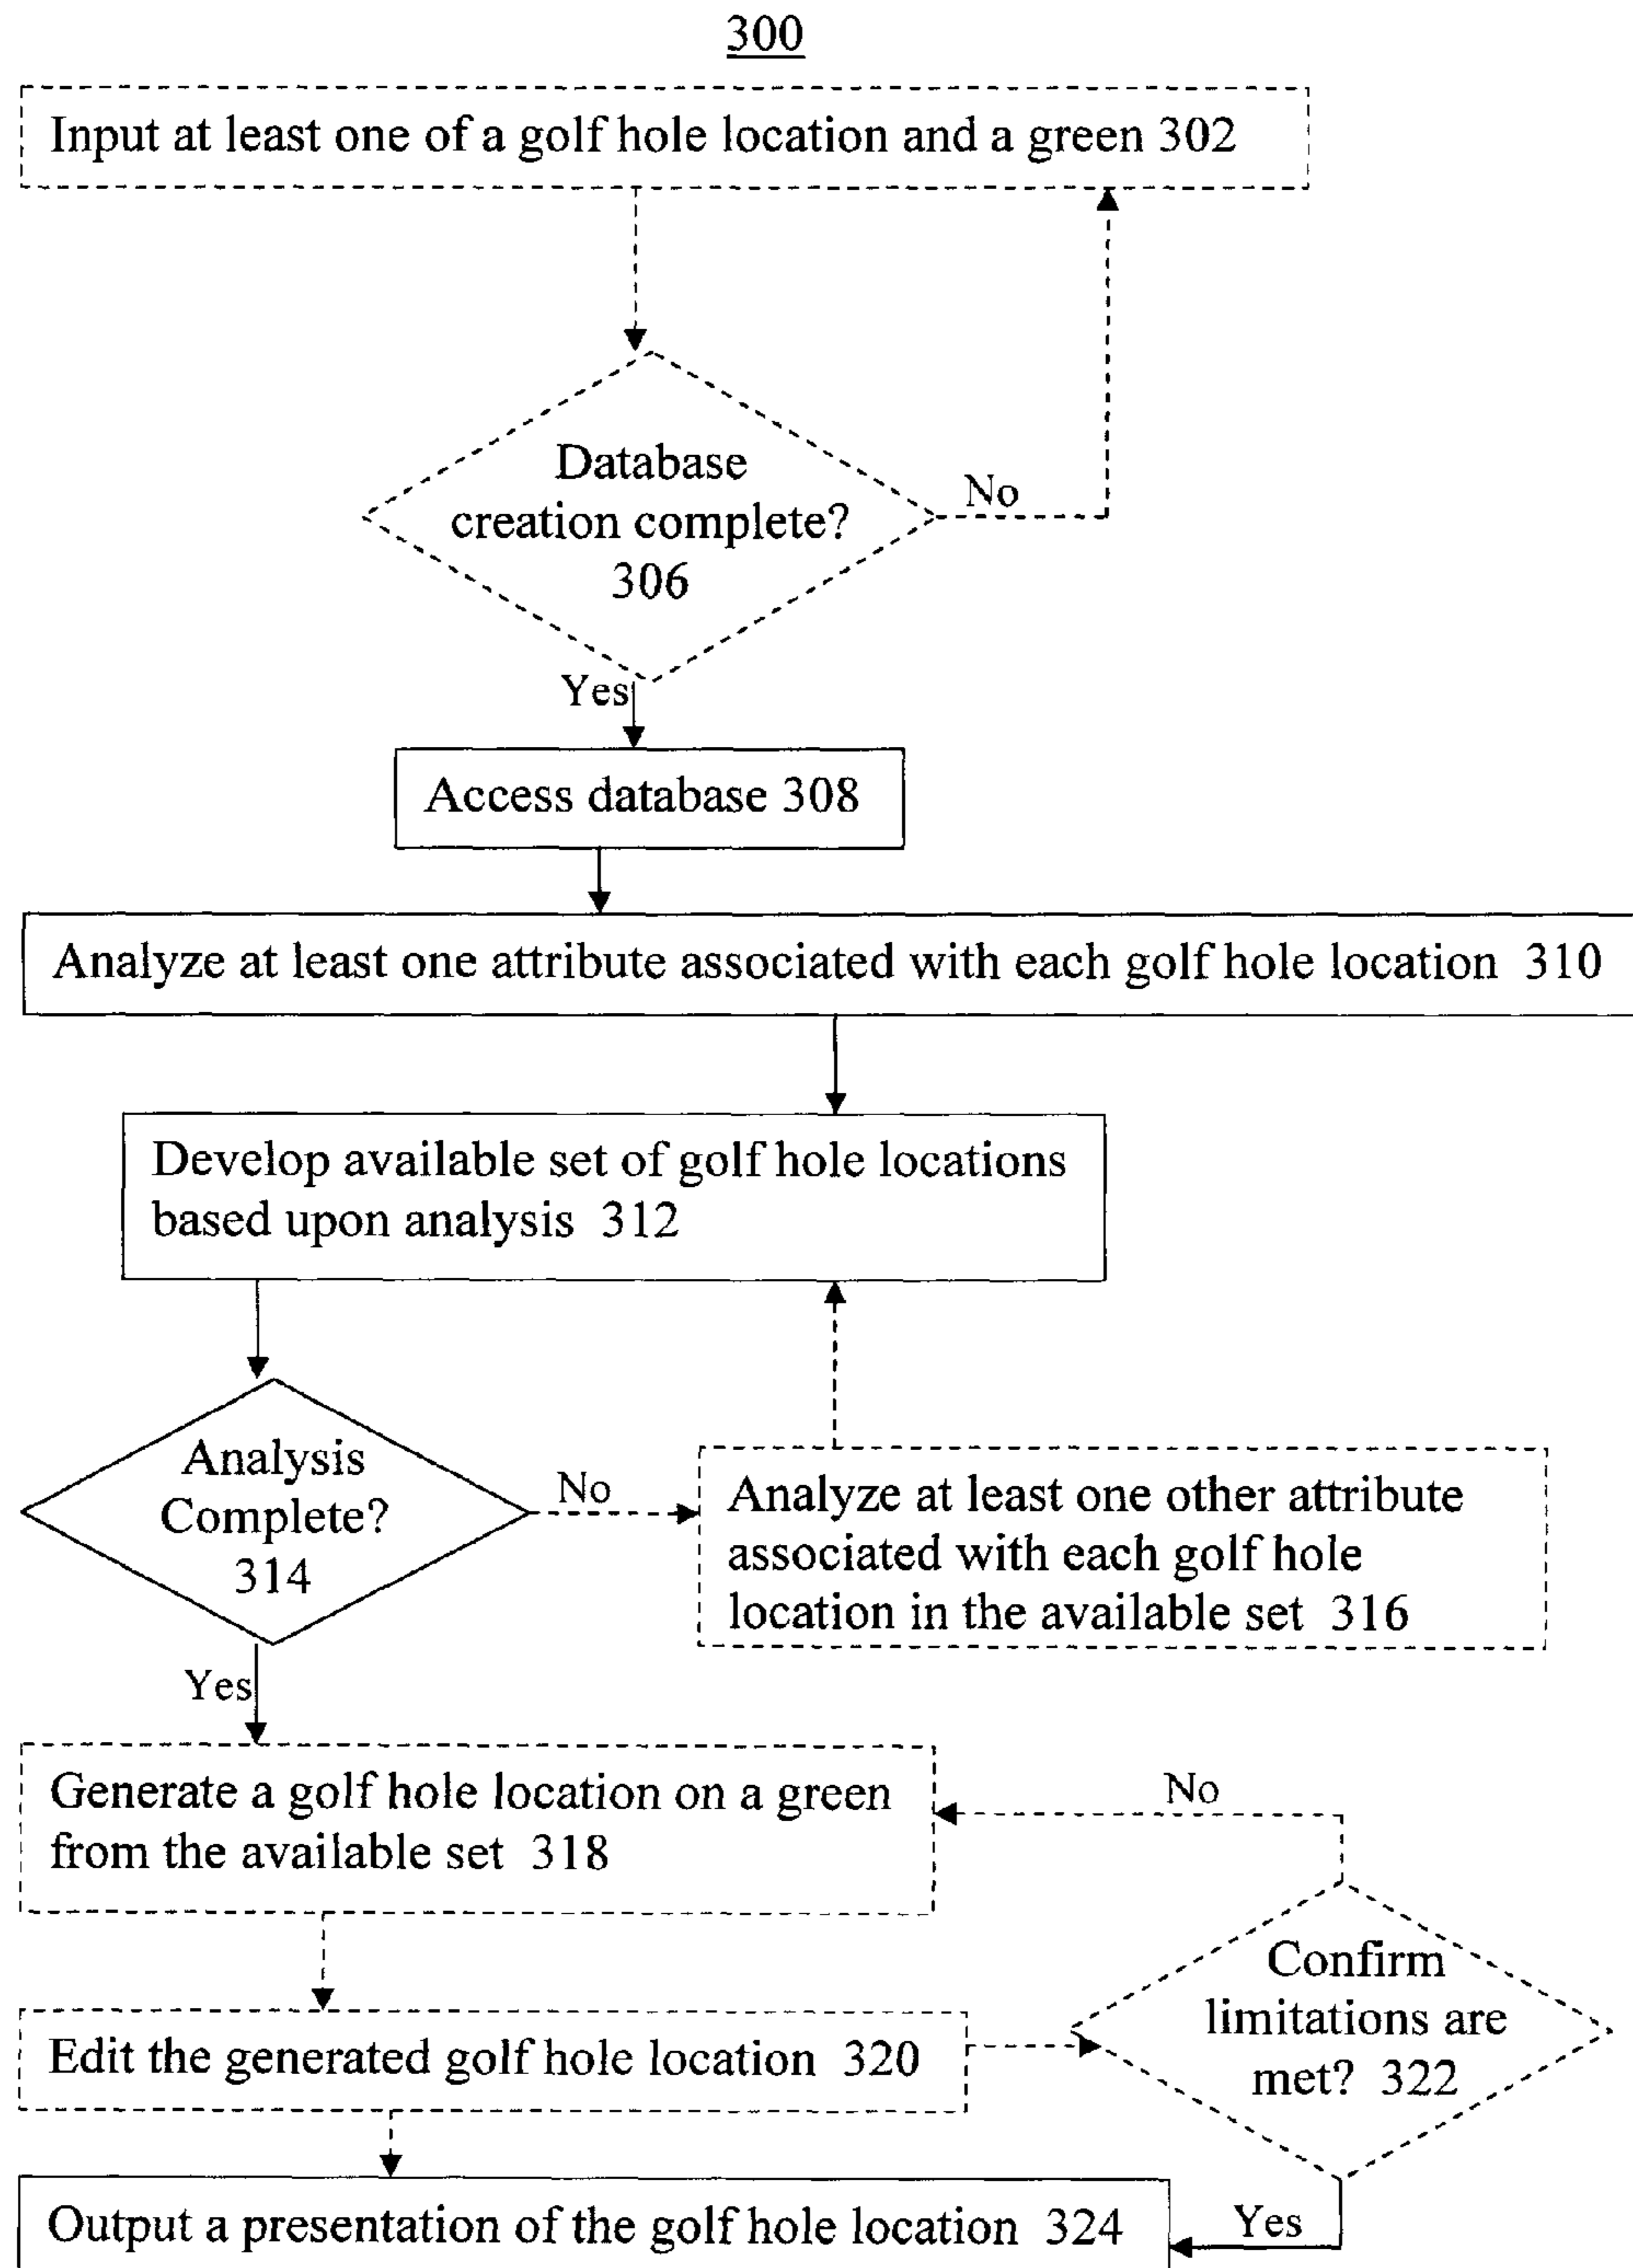 300
Input at least one of a golf hole location and a green 302
Database
creation complete?
306
No
Yes
Access database 308
Analyze at least one attribute associated with each golf hole location 310
Develop available set of golf hole locations
based upon analysis 312
Analysis
Complete?
314
No
Analyze at least one other attribute
associated with each golf hole
location in the available set 316
Yes
Generate a golf hole location on a green
from the available set 318
No
Edit the generated golf hole location 320
Confirm
limitations are
met? 322
Output a presentation of the golf hole location 324
Yes